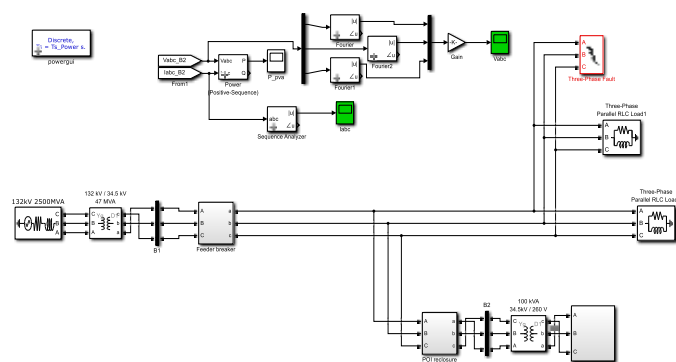 Discrete,
= Ts_Power s.
powergui
Vabc_B2
Iabc_B2
From1
Vabc
P
Q
Power
(Positive-Sequence)
P_pva
|u|
∠u
Fourier
|u|
∠u
Fourier2
|u|
∠u
Fourier1
-K-
Gain
Vabc
abc
|u|
∠u
Sequence Analyzer
Iabc
A
B
C
Three-Phase Fault
Three-Phase
Parallel RLC Load1
A
B
C
Three-Phase
Parallel RLC Load
A
B
C
132kV 2500MVA
C
B
A
132 kV / 34.5 kV
47 MVA
C
B
A
c
b
a
B1
A
B
C
a
b
c
Feeder breaker
A
B
C
a
b
c
POI reclosure
B2
100 kVA
34.5kV / 260 V
C
B
A
c
b
a
A
B
C